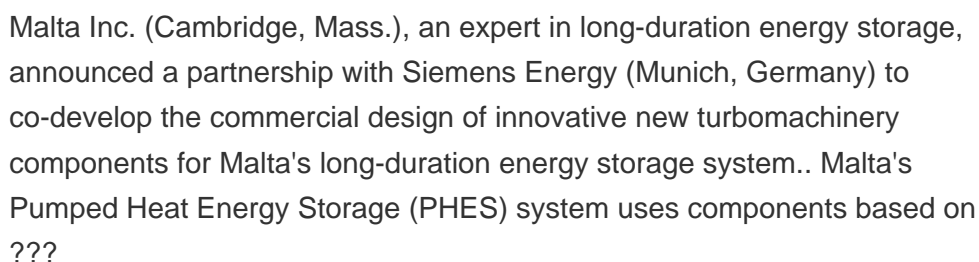 Malta Inc. (Cambridge, Mass.), an expert in long-duration energy storage,
announced a partnership with Siemens Energy (Munich, Germany) to
co-develop the commercial design of innovative new turbomachinery
components for Malta's long-duration energy storage system.. Malta's
Pumped Heat Energy Storage (PHES) system uses components based on
???